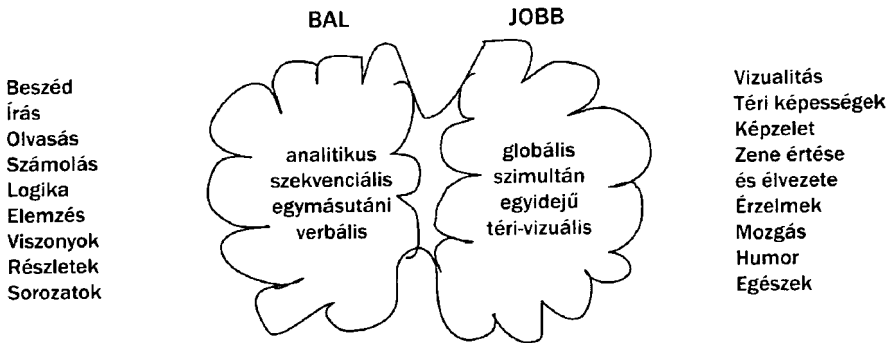 BAL
JOBB
Beszéd
Írás
Olvasás
Számolás
Logika
Elemzés
Viszonyok
Részletek
Sorozatok
analitikus
szekvenciális
egymásutáni
verbális
globális
szimultán
egyidejű
téri-vizuális
Vizualitás
Téri képességek
Képzelet
Zene értése
és élvezete
Érzelmek
Mozgás
Humor
Egészek